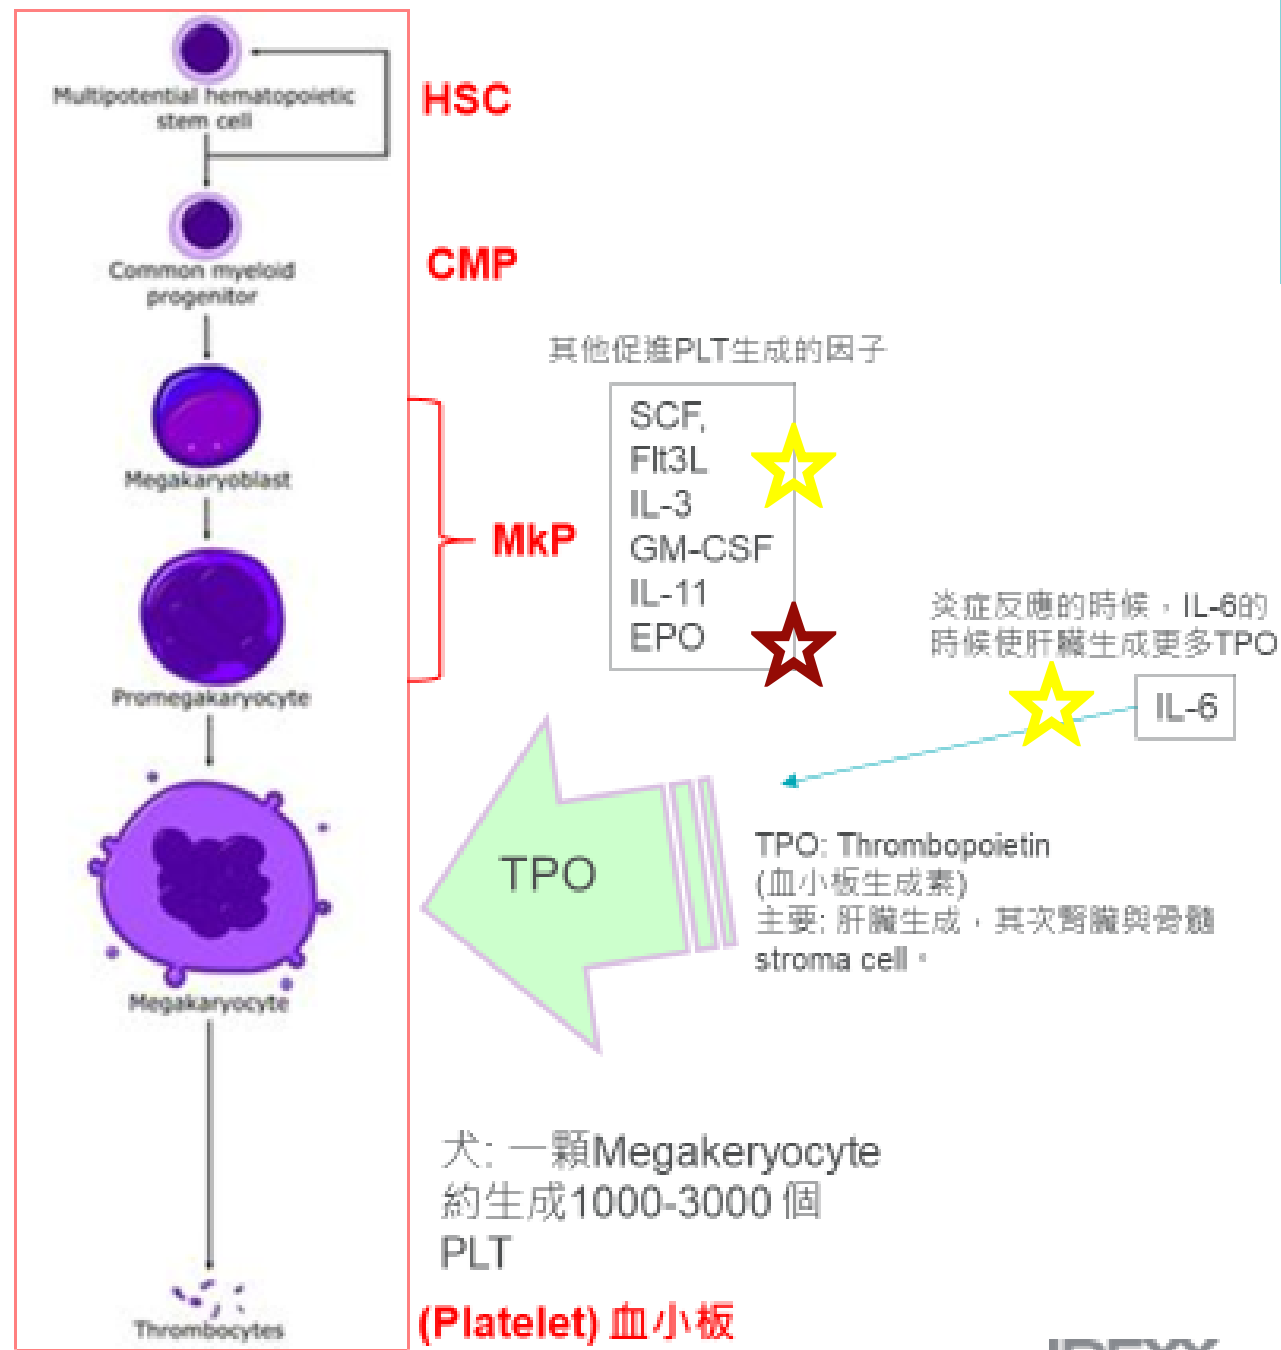 Multipotential hematopoietic
stem cell
HSC
Common myeloid
progenitor
CMP
Megakaryoblast
Promegakaryocyte
MkP
其他促進PLT生成的因子
SCF,
Flt3L
IL-3
GM-CSF
IL-11
EPO
炎症反應的時候，IL-6的
時候使肝臟生成更多TPO
IL-6
TPO
TPO: Thrombopoietin
(血小板生成素)
主要: 肝臟生成，其次腎臟與骨髓
stroma cell。
Megakaryocyte
犬: 一顆Megakeryocyte
約生成1000-3000 個
PLT
Thrombocytes
(Platelet) 血小板